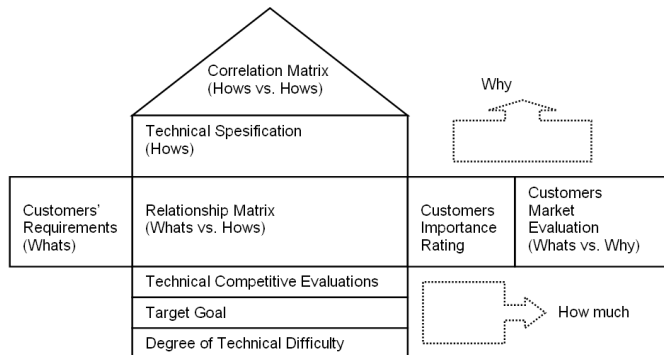 Correlation Matrix
(Hows vs. Hows)
Why
Technical Spesification
(Hows)
Customers'
Requirements
(Whats)
Relationship Matrix
(Whats vs. Hows)
Customers
Importance
Rating
Customers
Market
Evaluation
(Whats vs. Why)
Technical Competitive Evaluations
Target Goal
Degree of Technical Difficulty
How much